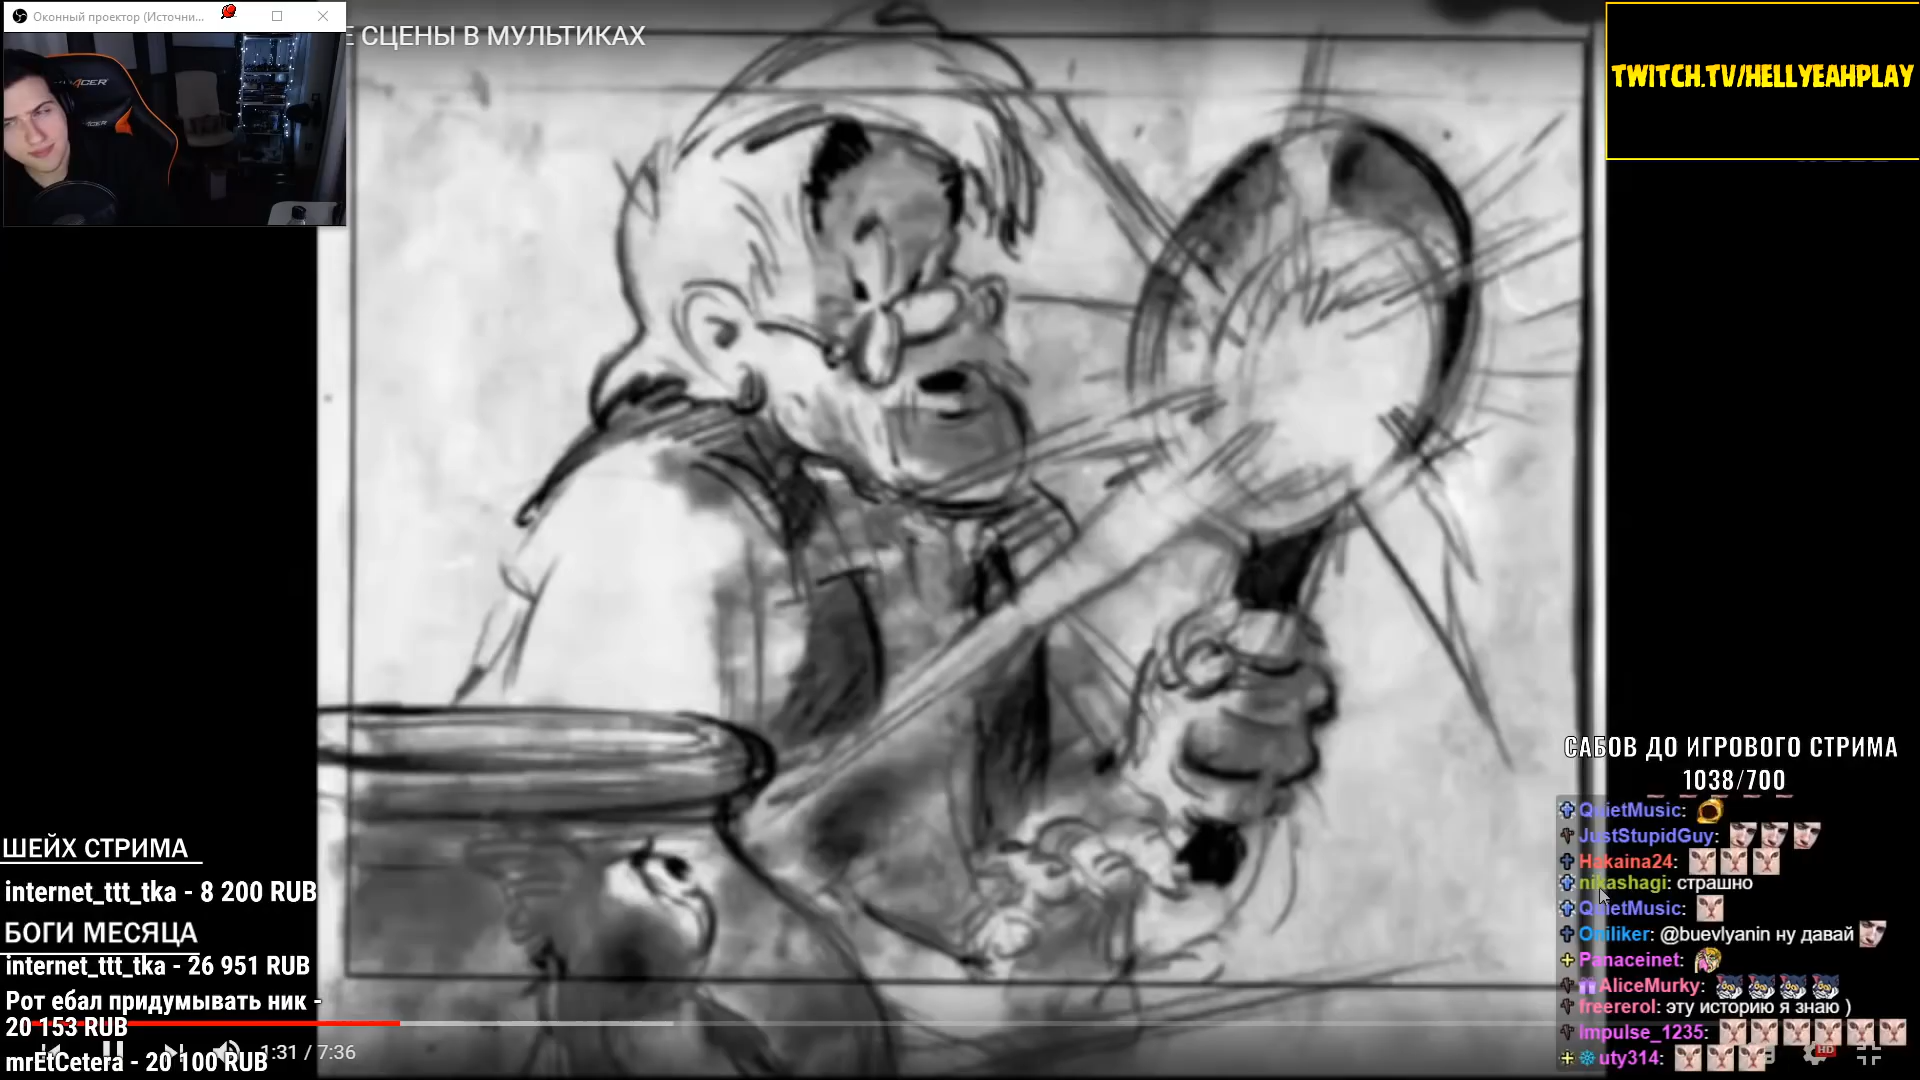 Оконный проектор (Источни...
Е СЦЕНЫ В МУЛЬТИКАХ
ACER
TWITCH.TV/HELLYEAHPLAY
САБОВ ДО ИГРОВОГО СТРИМА
1038/700
QuietMusic:
JustStupidGuy:
Hakaina24:
nikashagi: страшно
QuietMusic:
Oniliker: @buevlyanin ну давай
Panaceinet:
AliceMurky:
freererol: эту историю я знаю )
Impulse_1235:
uty314:
ШЕЙХ СТРИМА
internet_ttt_tka - 8 200 RUB
БОГИ МЕСЯЦА
internet_ttt_tka - 26 951 RUB
Рот ебал придумывать ник -
20 153 RUB
mrEtCetera - 20 100 RUB
1:31 / 7:36
HD